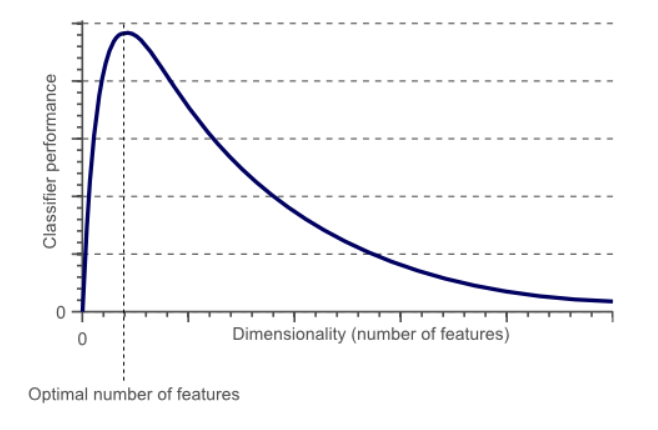 Classifier performance
0
0
Dimensionality (number of features)
Optimal number of features